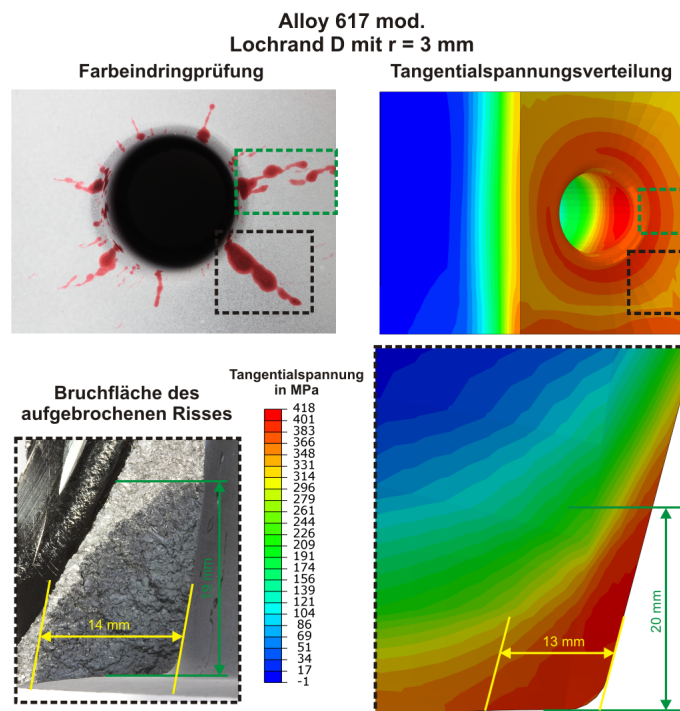 Alloy 617 mod.
Lochrand D mit r = 3 mm
Farbeindringprüfung
Tangentialspannungsverteilung
Bruchfläche des
aufgebrochenen Risses
Tangentialspannung
in MPa
418
401
383
366
348
331
314
296
279
261
244
226
209
191
174
156
139
121
104
86
69
51
34
17
-1
14 mm
13 mm
20 mm